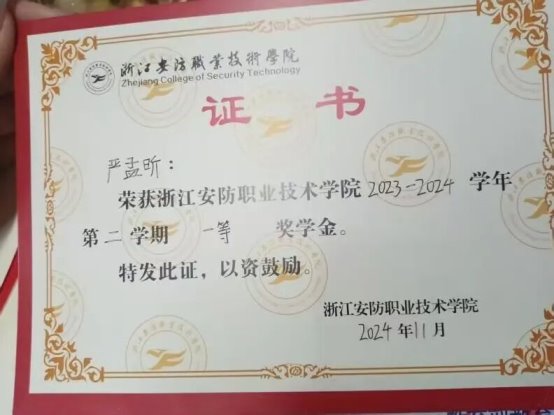 浙江安防職業技術學院
Zhejiang College of Security Technology
证书
严孟昕：
荣获浙江安防职业技术学院2023-2024学年
第二学期 一等 奖学金。
特发此证，以资鼓励。
浙江安防职业技术学院
2024年11月